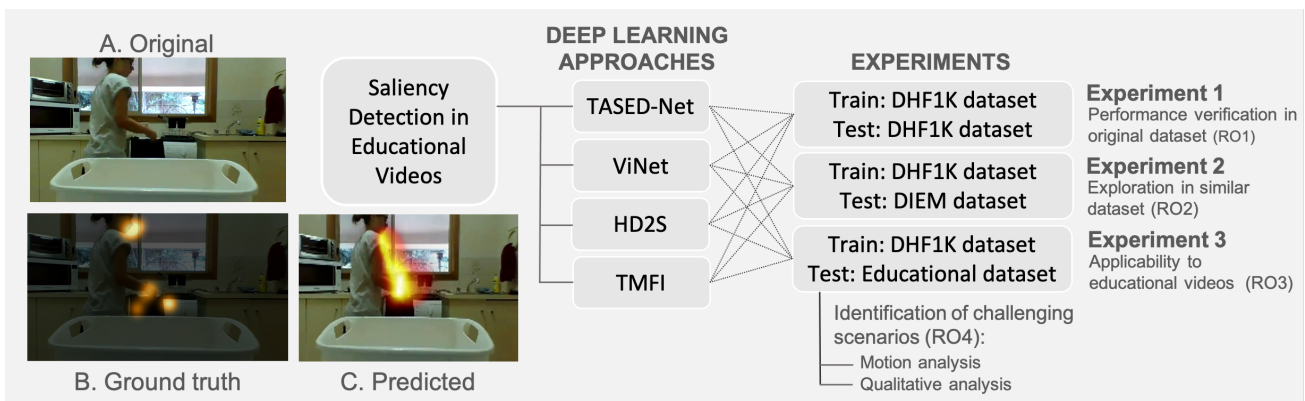 A. Original
B. Ground truth
C. Predicted
Saliency
Detection in
Educational
Videos
DEEP LEARNING
APPROACHES
TASED-Net
ViNet
HD2S
TMFI
EXPERIMENTS
Train: DHF1K dataset
Test: DHF1K dataset
Train: DHF1K dataset
Test: DIEM dataset
Train: DHF1K dataset
Test: Educational dataset
Experiment 1
Performance verification in
original dataset (RO1)
Experiment 2
Exploration in similar
dataset (RO2)
Experiment 3
Applicability to
educational videos (RO3)
Identification of challenging
scenarios (RO4):
Motion analysis
Qualitative analysis